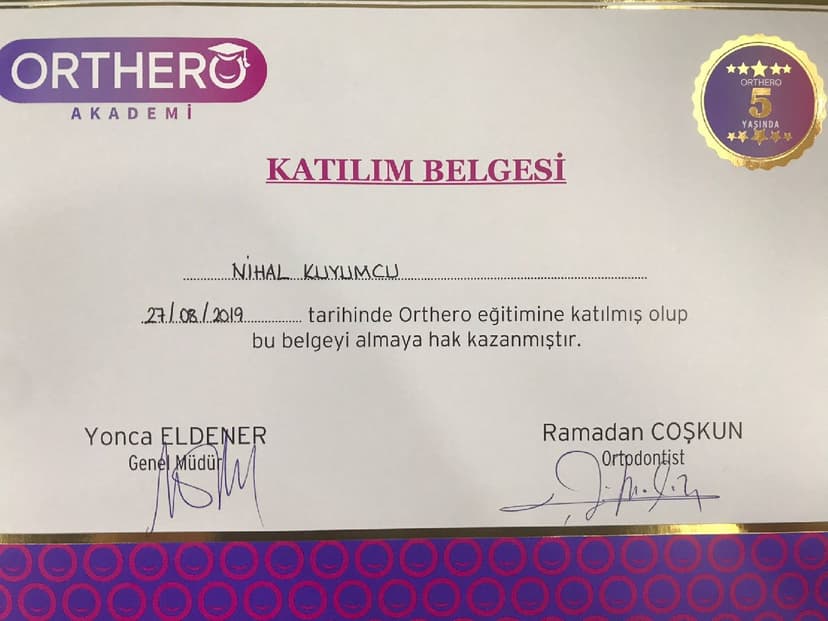 ORTHERO
AKADEMİ
ORTHERO
5
YAŞINDA
KATILIM BELGESİ
NİHAL KUYUMCU
27/08/2019 tarihinde Orthero eğitimine katılmış olup
bu belgeyi almaya hak kazanmıştır.
Yonca ELDENER
Genel Müdür
Ramadan COŞKUN
Ortodontist